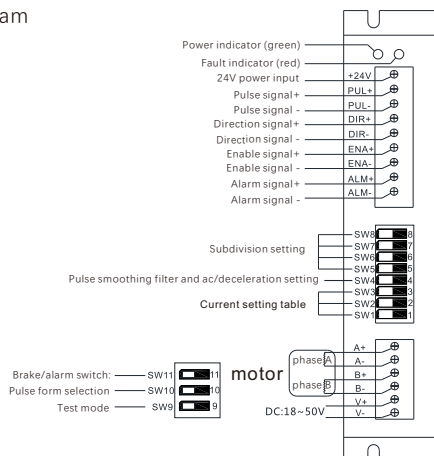 am
Power indicator (green)
Fault indicator (red)
24V power input +24V
Pulse signal+ PUL+
Pulse signal - PUL-
Direction signal+ DIR+
Direction signal - DIR-
Enable signal+ ENA+
Enable signal - ENA-
Alarm signal+ ALM+
Alarm signal - ALM-
SW8 8
Subdivision setting SW7 7
SW6 6
SW5 5
Pulse smoothing filter and ac/deceleration setting SW4 4
SW3 3
Current setting table SW2 2
SW1 1
Brake/alarm switch: SW11 11
Pulse form selection SW10 10
Test mode SW9 9
motor
phase A A+
A-
phase B B+
B-
V+
DC:18~50V V-